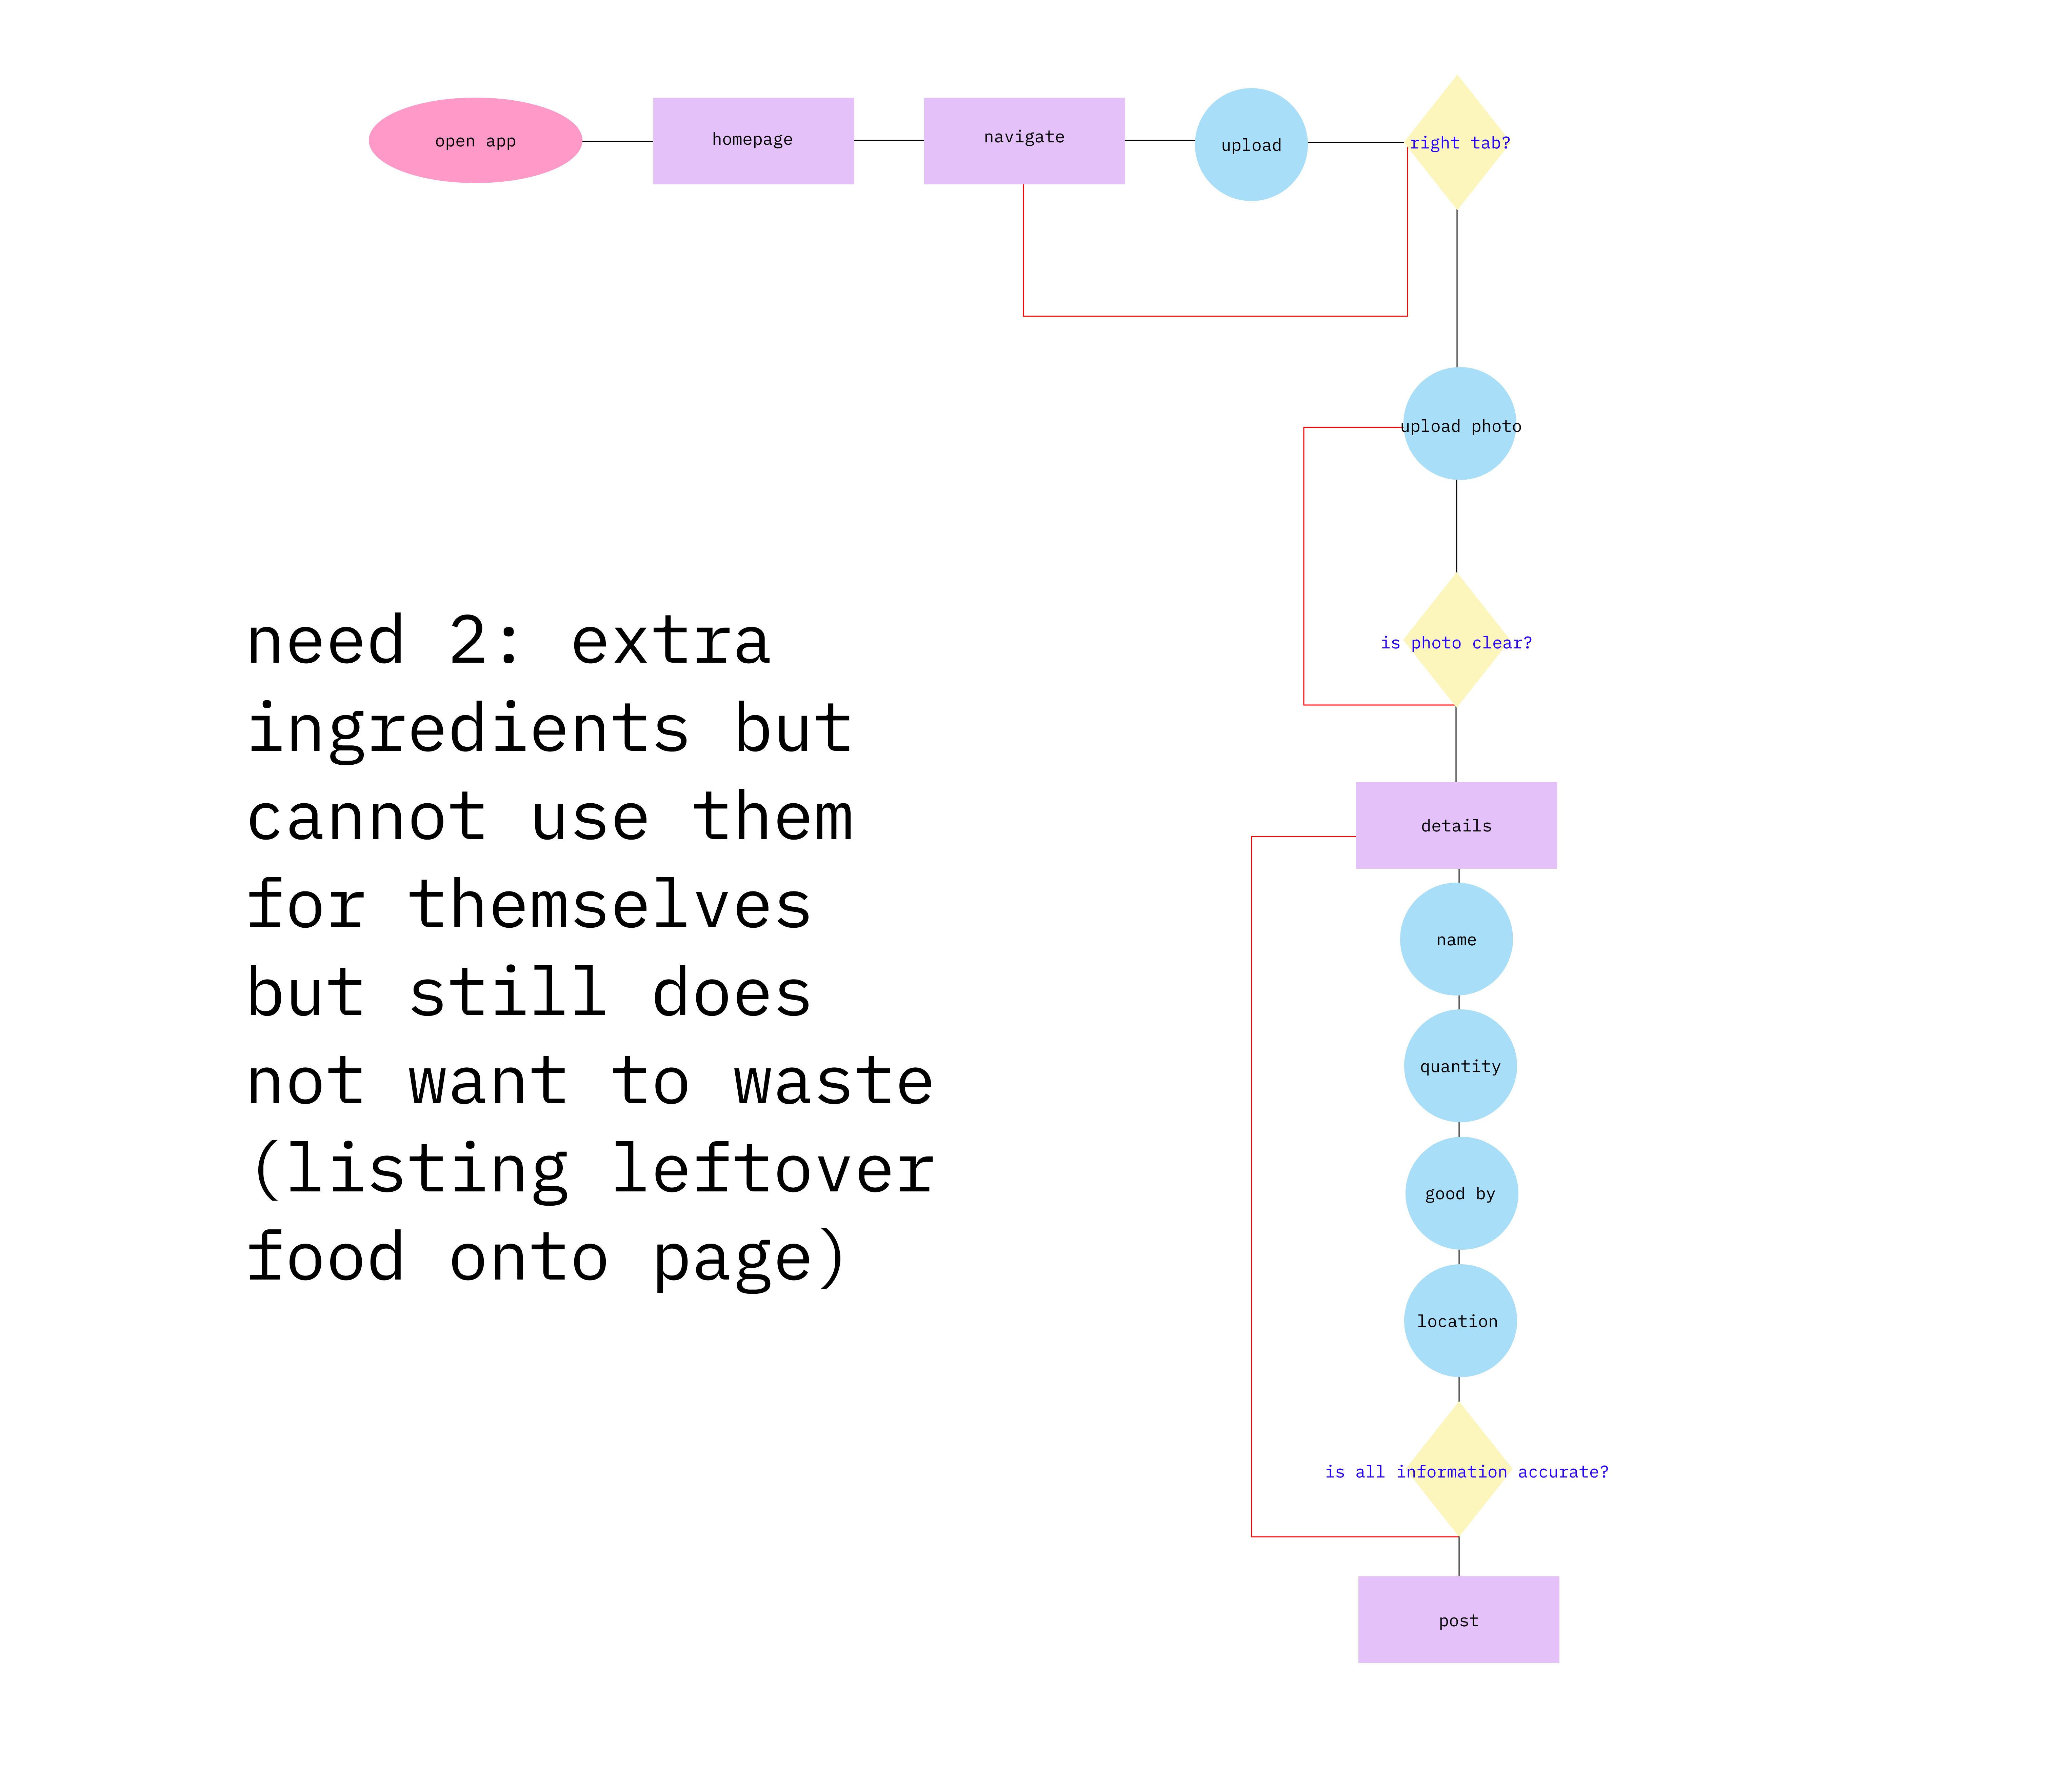 open app
homepage
navigate
upload
right tab?
upload photo
is photo clear?
need 2: extra
ingredients but
cannot use them
for themselves
but still does
not want to waste
(listing leftover
food onto page)
details
name
quantity
good by
location
is all information accurate?
post